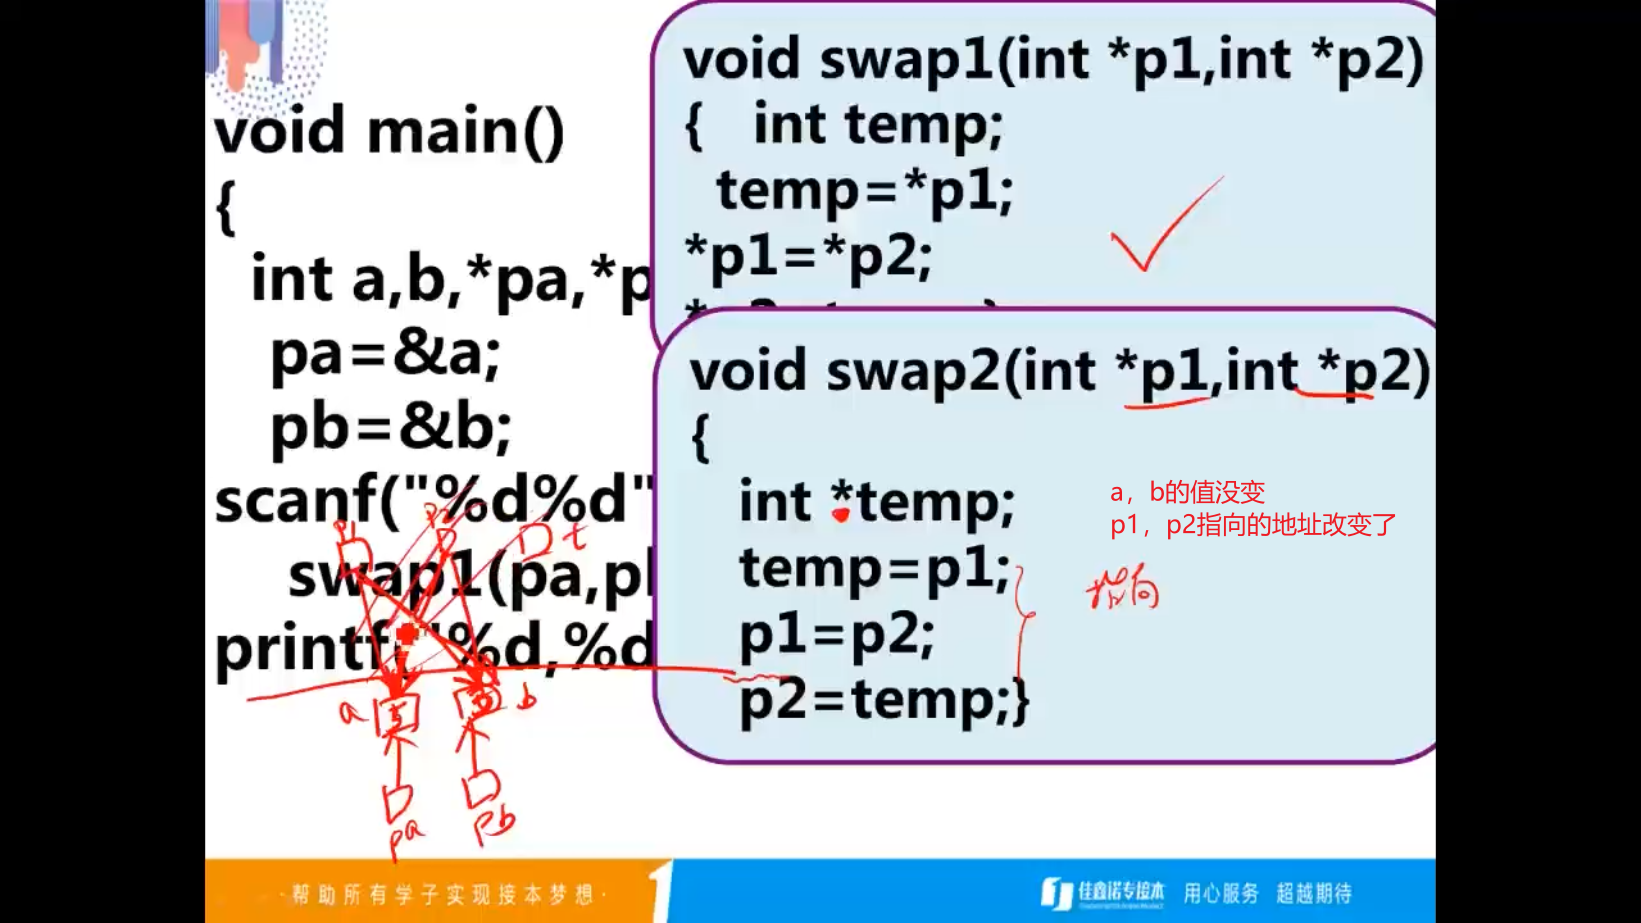 void main()
{
int a,b,*pa,*p
pa=&a;
pb=&b;
scanf("%d%d"
swap1(pa,p
printf("%d,%d
void swap1(int *p1,int *p2)
{ int temp;
temp=*p1;
*p1=*p2;
void swap2(int *p1,int *p2)
{
int *temp;
temp=p1;
p1=p2;
p2=temp;}
a，b的值没变
p1，p2指向的地址改变了
指向
p1
p2
t
a
5
b
pa
pb
·帮助所有学子实现接本梦想·
佳鑫诺专接本
用心服务 超越期待